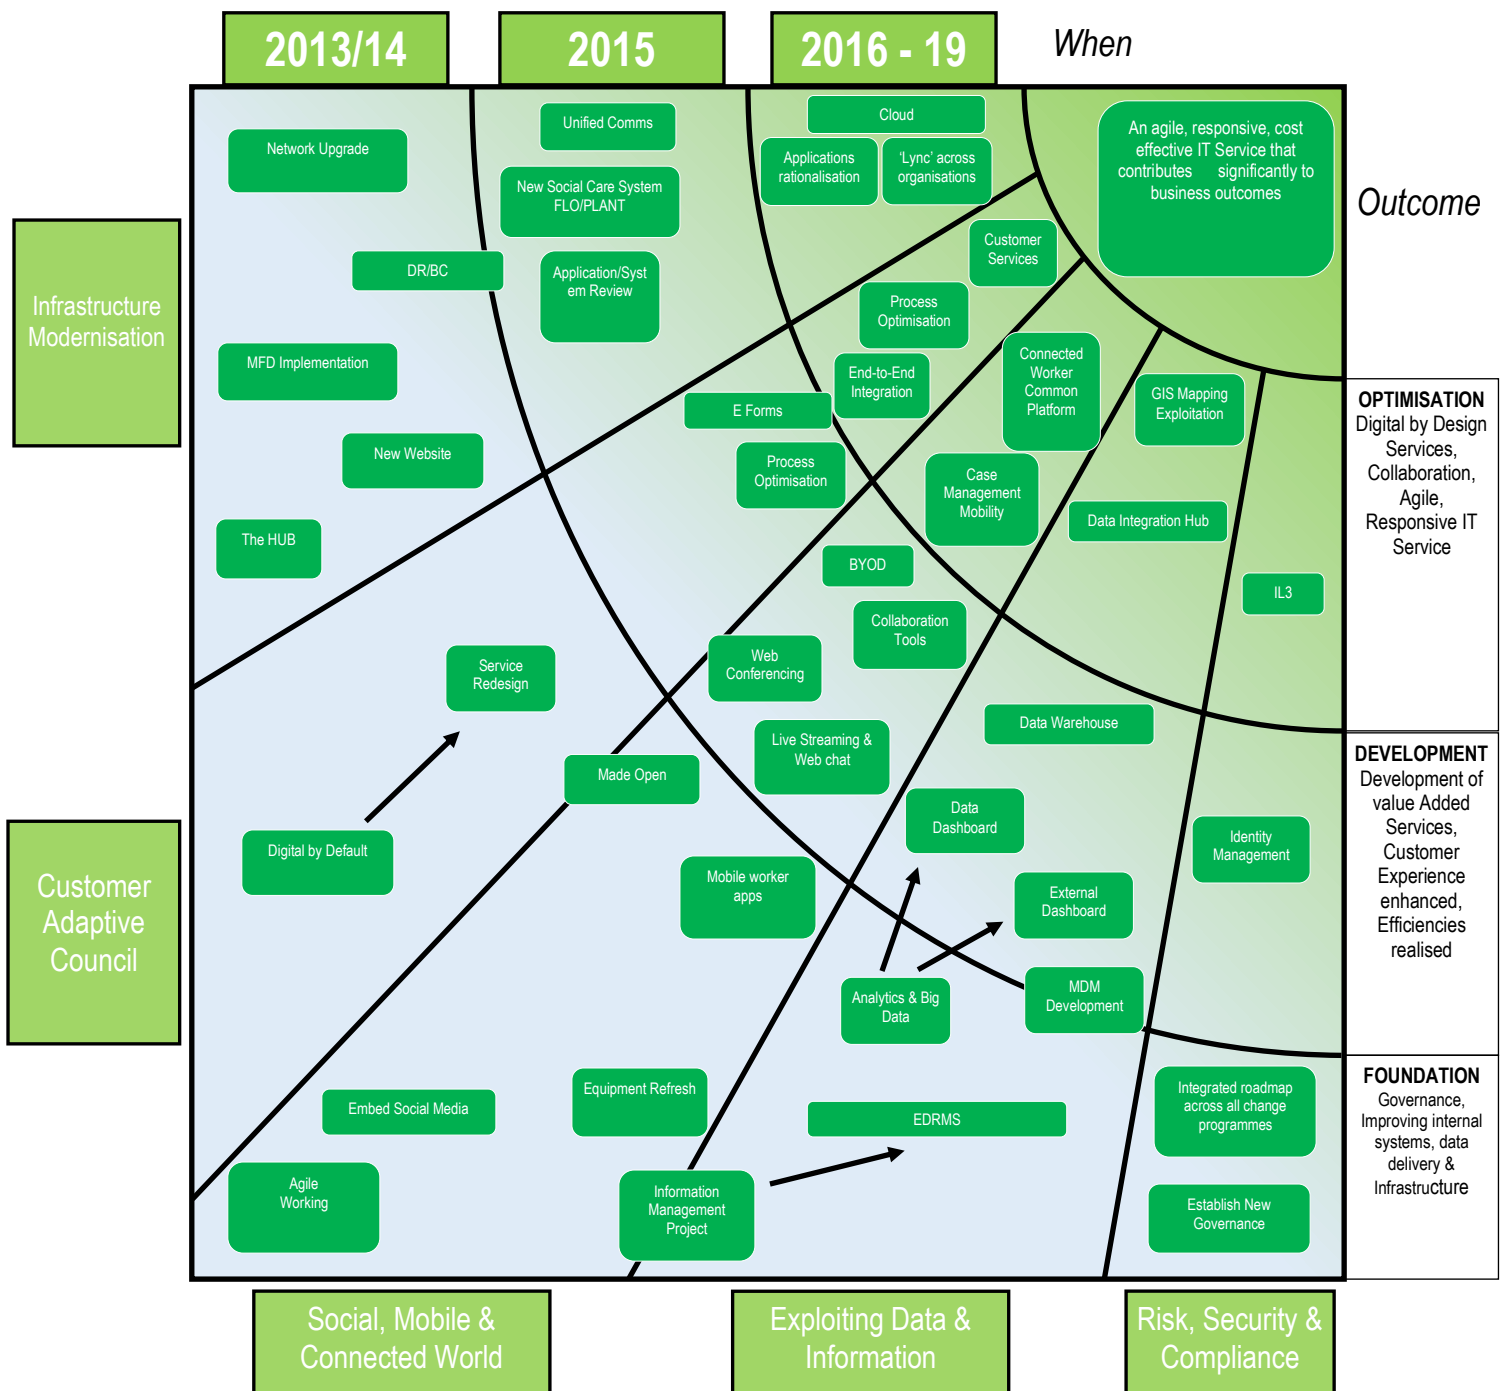 2013/14
2015
2016 - 19
When
Network Upgrade
Unified Comms
Cloud
Applications
rationalisation
'Lync' across
organisations
An agile, responsive, cost
effective IT Service that
contributes significantly to
business outcomes
Outcome
New Social Care System
FLO/PLANT
DR/BC
Application/Syst
em Review
Customer
Services
Process
Optimisation
Infrastructure
Modernisation
MFD Implementation
End-to-End
Integration
Connected
Worker
Common
Platform
GIS Mapping
Exploitation
E Forms
New Website
Process
Optimisation
Case
Management
Mobility
Data Integration Hub
The HUB
BYOD
IL3
OPTIMISATION
Digital by Design
Services,
Collaboration,
Agile,
Responsive IT
Service
Collaboration
Tools
Service
Redesign
Web
Conferencing
Data Warehouse
Live Streaming &
Web chat
Made Open
Data
Dashboard
Digital by Default
Identity
Management
DEVELOPMENT
Development of
value Added
Services,
Customer
Experience
enhanced,
Efficiencies
realised
Customer
Adaptive
Council
Mobile worker
apps
External
Dashboard
Analytics & Big
Data
MDM
Development
Embed Social Media
Equipment Refresh
EDRMS
Integrated roadmap
across all change
programmes
FOUNDATION
Governance,
Improving internal
systems, data
delivery &
Infrastructure
Agile
Working
Information
Management
Project
Establish New
Governance
Social, Mobile &
Connected World
Exploiting Data &
Information
Risk, Security &
Compliance